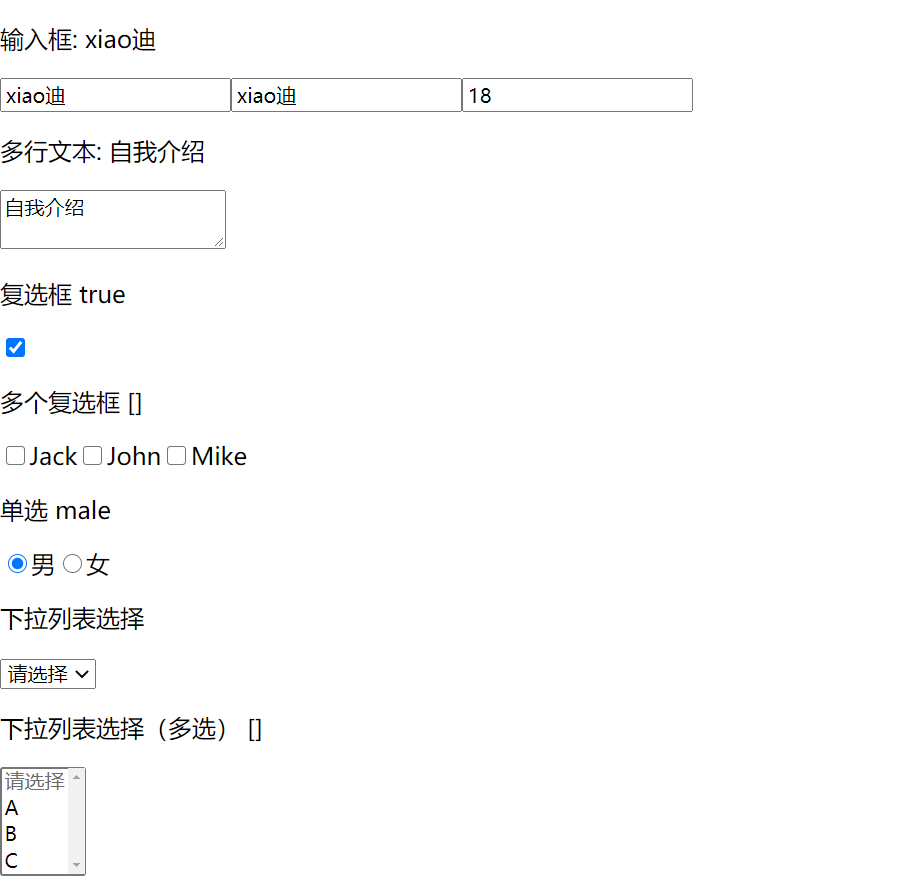 输入框: xiao迪
xiao迪 xiao迪 18
多行文本: 自我介绍
自我介绍
复选框 true
多个复选框 []
Jack John Mike
单选 male
男 女
下拉列表选择
请选择
下拉列表选择（多选） []
请选择
A
B
C